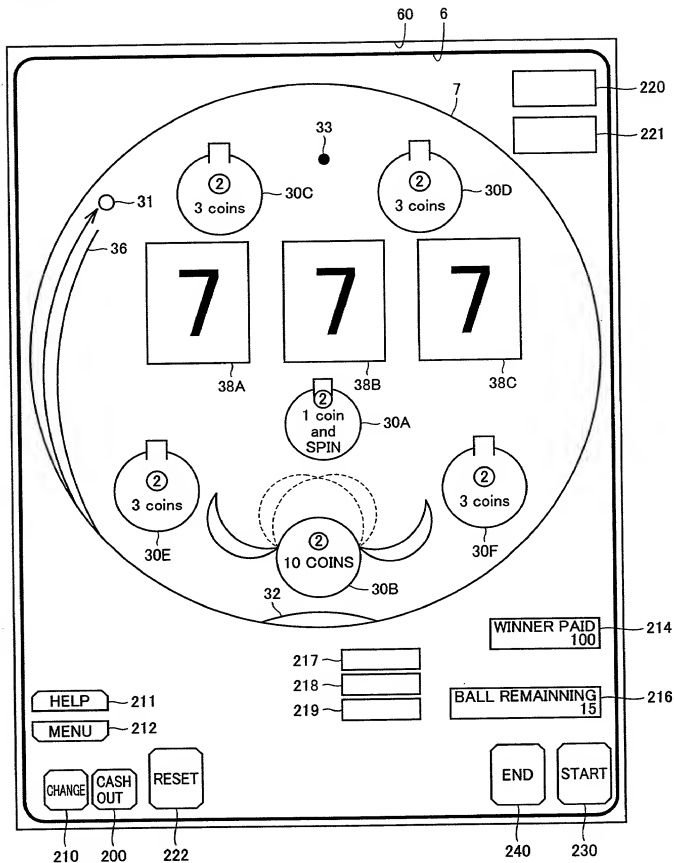 60
6
7
220
33
221
②
3 coins
30C
②
3 coins
30D
31
36
7
7
7
38A
38B
38C
②
1 coin
and
SPIN
30A
②
3 coins
②
3 coins
30E
②
10 COINS
30F
30B
32
WINNER PAID
100
214
217
218
219
BALL REMAINNING
15
216
HELP
211
MENU
212
CHANGE
CASH
OUT
RESET
END
START
210
200
222
240
230